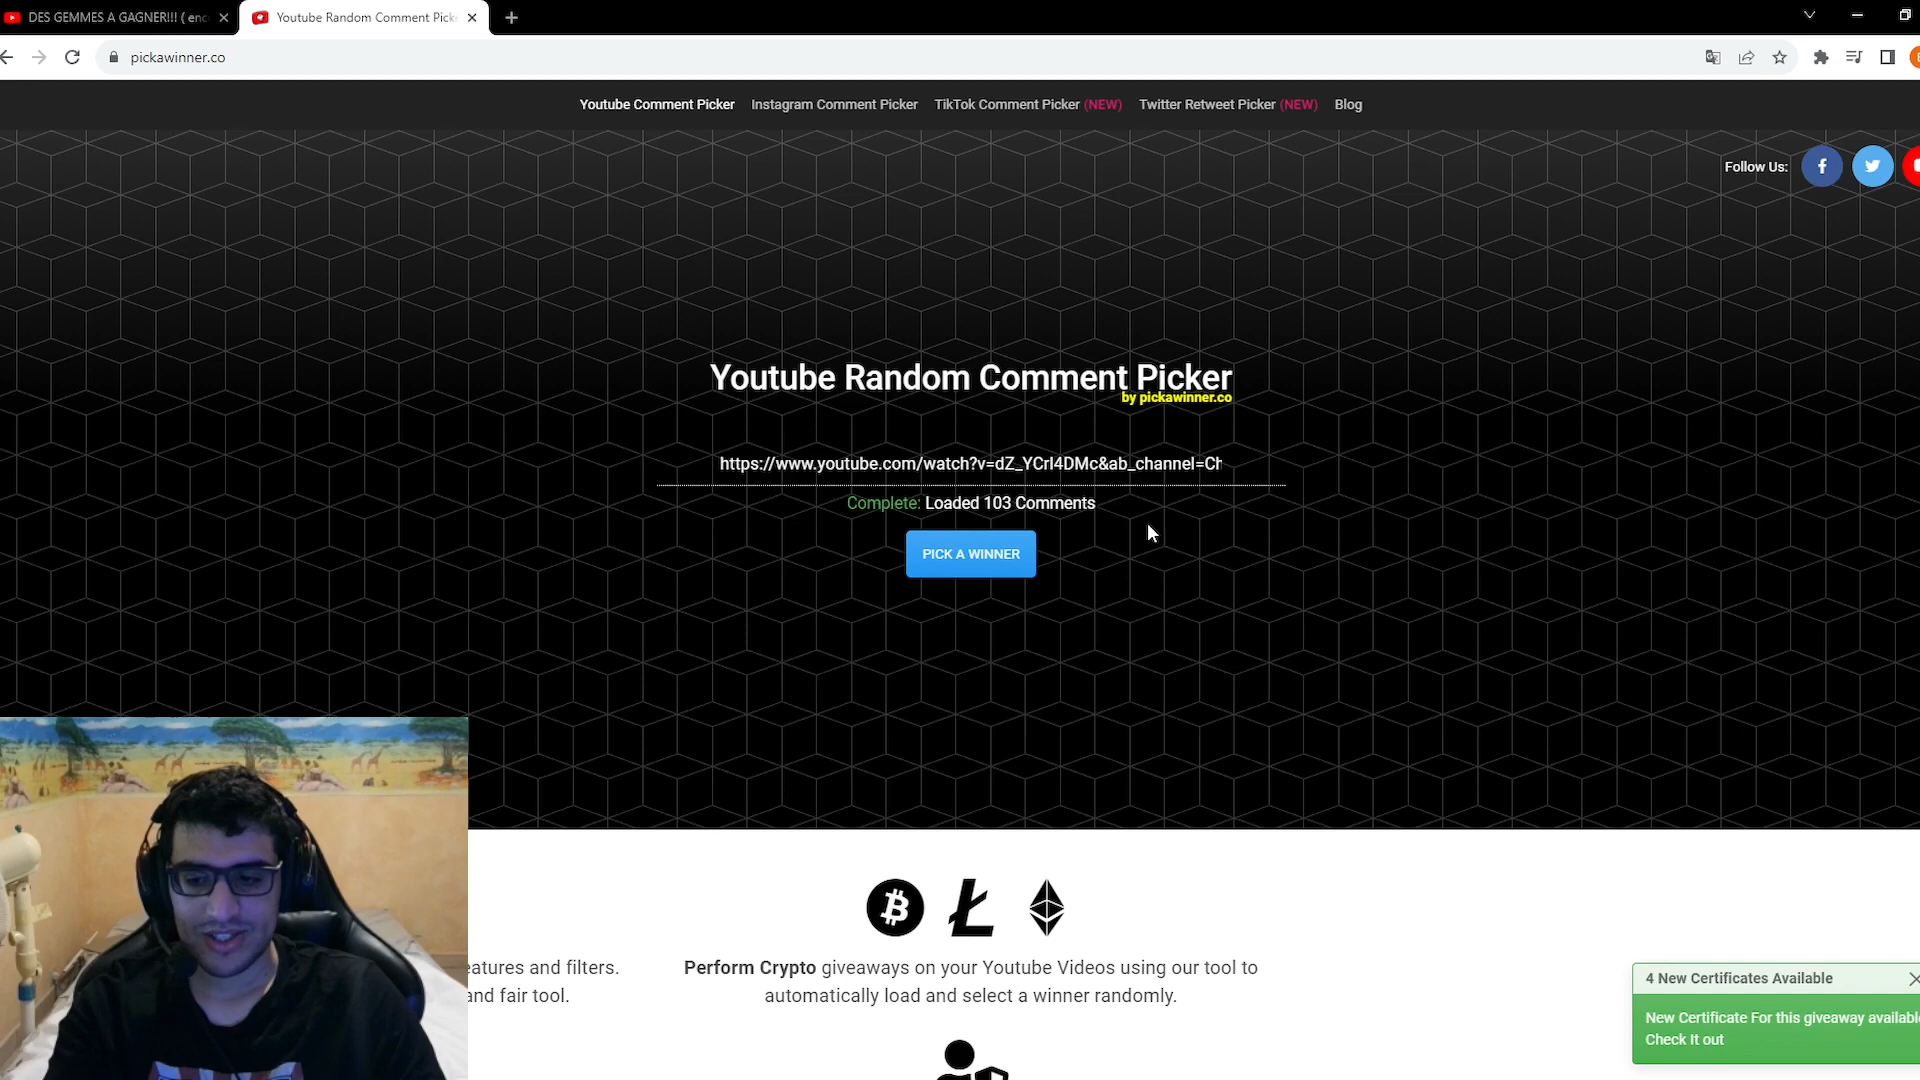 DES GEMMES A GAGNER!!! ( enc
Youtube Random Comment Pick
pickawinner.co
Youtube Comment Picker
Instagram Comment Picker
TikTok Comment Picker (NEW)
Twitter Retweet Picker (NEW)
Blog
Follow Us:
Youtube Random Comment Picker
by pickawinner.co
https://www.youtube.com/watch?v=dZ_YCrI4DMc&ab_channel=Ch
Complete: Loaded 103 Comments
PICK A WINNER
eatures and filters.
and fair tool.
Perform Crypto giveaways on your Youtube Videos using our tool to
automatically load and select a winner randomly.
4 New Certificates Available
New Certificate For this giveaway available
Check It out